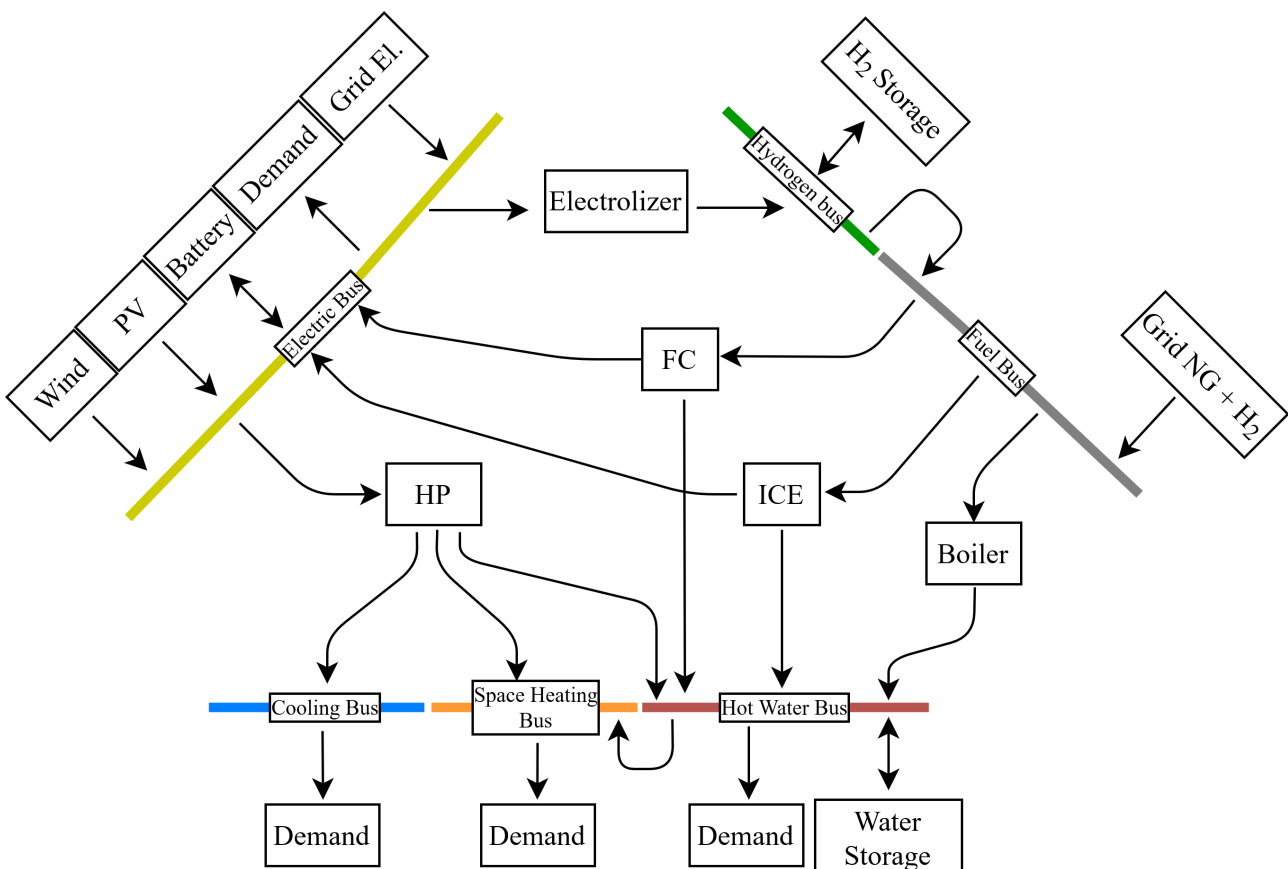 Grid El.
Demand
Battery
PV
Wind
Electric Bus
Electrolizer
H₂ Storage
Hydrogen bus
Fuel Bus
Grid NG + H₂
FC
HP
ICE
Boiler
Cooling Bus
Space Heating
Bus
Hot Water Bus
Demand
Demand
Demand
Water
Storage